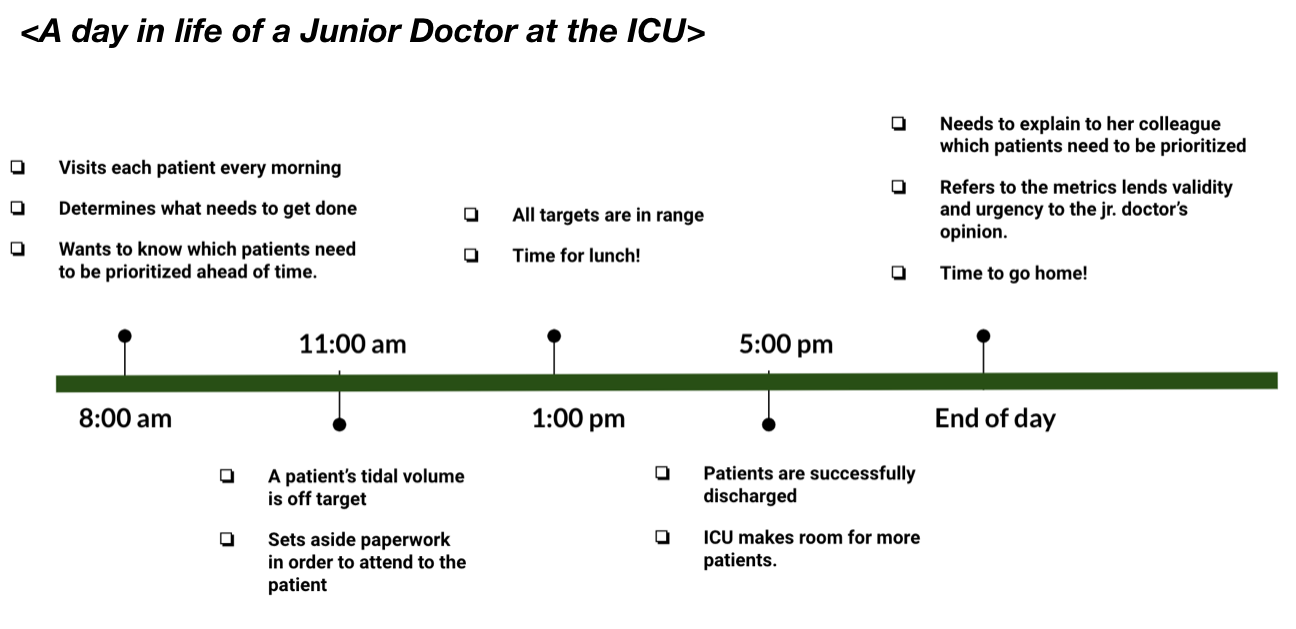 <A day in life of a Junior Doctor at the ICU>
Visits each patient every morning
Determines what needs to get done
Wants to know which patients need
to be prioritized ahead of time.
8:00 am
11:00 am
A patient's tidal volume
is off target
Sets aside paperwork
in order to attend to the
patient
All targets are in range
Time for lunch!
1:00 pm
5:00 pm
Patients are successfully
discharged
ICU makes room for more
patients.
Needs to explain to her colleague
which patients need to be prioritized
Refers to the metrics lends validity
and urgency to the jr. doctor's
opinion.
Time to go home!
End of day